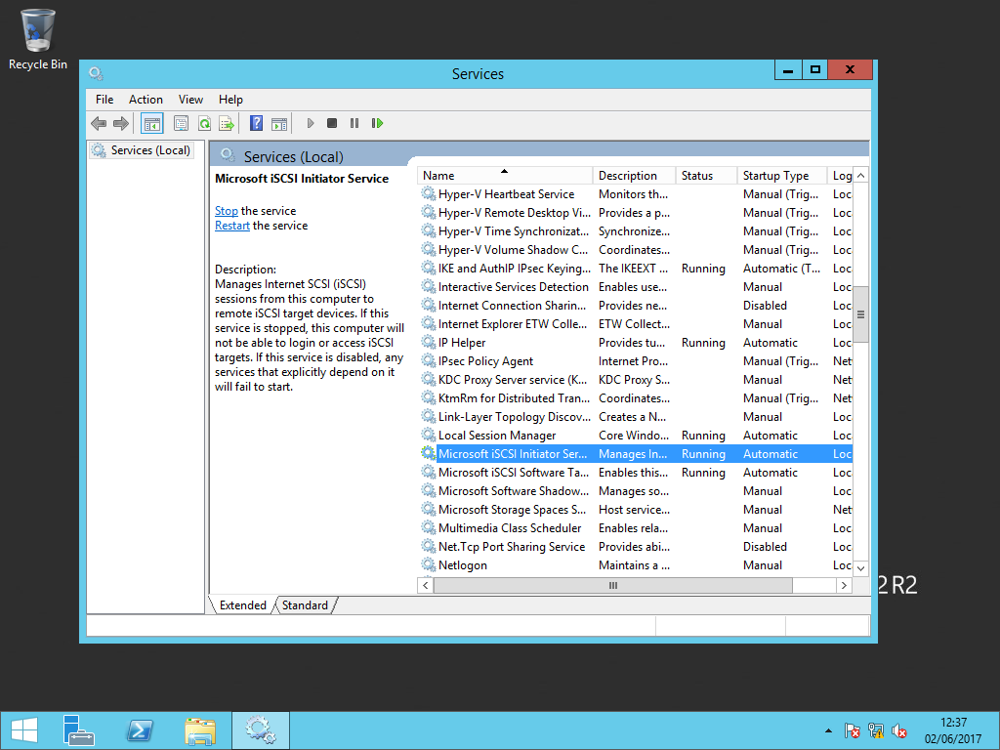 Recycle Bin
Services
File Action View Help
Services (Local)
Services (Local)
Microsoft iSCSI Initiator Service
Stop the service
Restart the service
Description:
Manages Internet SCSI (iSCSI)
sessions from this computer to
remote iSCSI target devices. If this
service is stopped, this computer will
not be able to login or access iSCSI
targets. If this service is disabled, any
services that explicitly depend on it
will fail to start.
Name Description Status Startup Type Log
Hyper-V Heartbeat Service Monitors th... Manual (Trig... Loc
Hyper-V Remote Desktop Vi... Provides a p... Manual (Trig... Loc
Hyper-V Time Synchronizat... Synchronize... Manual (Trig... Loc
Hyper-V Volume Shadow C... Coordinates... Manual (Trig... Loc
IKE and AuthIP IPsec Keying... The IKEEXT ... Running Automatic (T... Loc
Interactive Services Detection Enables use... Manual Loc
Internet Connection Sharin... Provides ne... Disabled Loc
Internet Explorer ETW Colle... ETW Collect... Manual Loc
IP Helper Provides tu... Running Automatic Loc
IPsec Policy Agent Internet Pro... Manual (Trig... Net
KDC Proxy Server service (K... KDC Proxy S... Manual Net
KtmRm for Distributed Tran... Coordinates... Manual (Trig... Net
Link-Layer Topology Discov... Creates a N... Manual Loc
Local Session Manager Core Windo... Running Automatic Loc
Microsoft iSCSI Initiator Ser... Manages In... Running Automatic Loc
Microsoft iSCSI Software Ta... Enables this... Running Automatic Loc
Microsoft Software Shadow... Manages so... Manual Loc
Microsoft Storage Spaces S... Host service... Manual Net
Multimedia Class Scheduler Enables rela... Manual Loc
Net.Tcp Port Sharing Service Provides abi... Disabled Loc
Netlogon Maintains a ... Manual Loc
2 R2
Extended Standard
12:37
02/06/2017